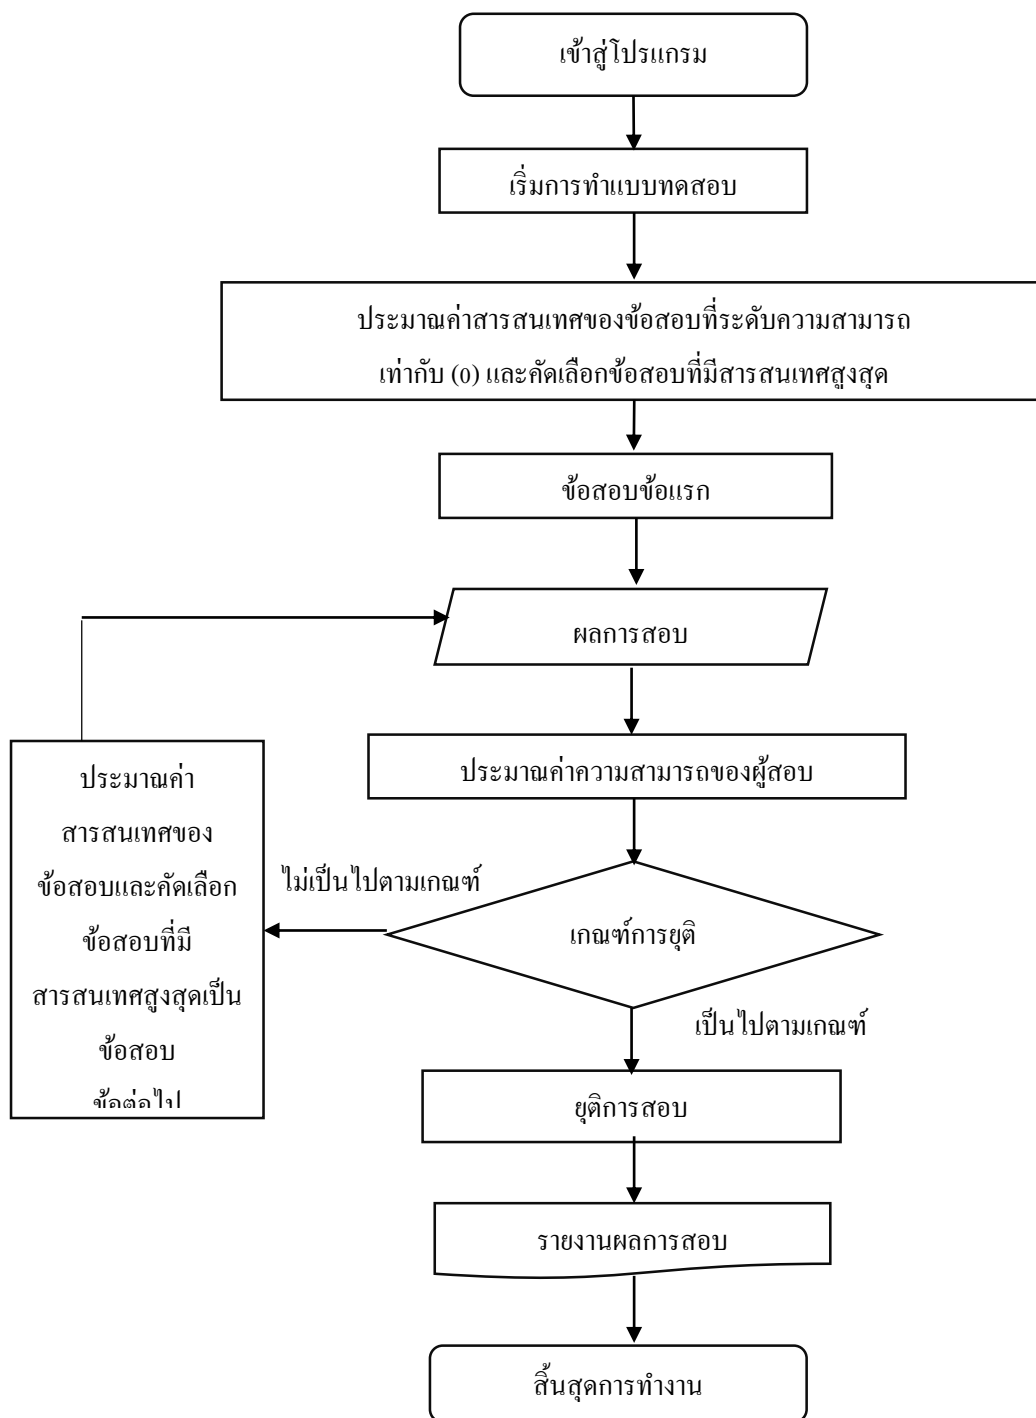 เข้าสู่โปรแกรม
เริ่มการทำแบบทดสอบ
ประมาณค่าสารสนเทศของข้อสอบที่ระดับความสามารถ
เท่ากับ (0) และคัดเลือกข้อสอบที่มีสารสนเทศสูงสุด
ข้อสอบข้อแรก
ผลการสอบ
ประมาณค่าความสามารถของผู้สอบ
เกณฑ์การยุติ
ไม่เป็นไปตามเกณฑ์
ประมาณค่า
สารสนเทศของ
ข้อสอบและคัดเลือก
ข้อสอบที่มี
สารสนเทศสูงสุดเป็น
ข้อสอบ
ข้อต่อไป
เป็นไปตามเกณฑ์
ยุติการสอบ
รายงานผลการสอบ
สิ้นสุดการทำงาน